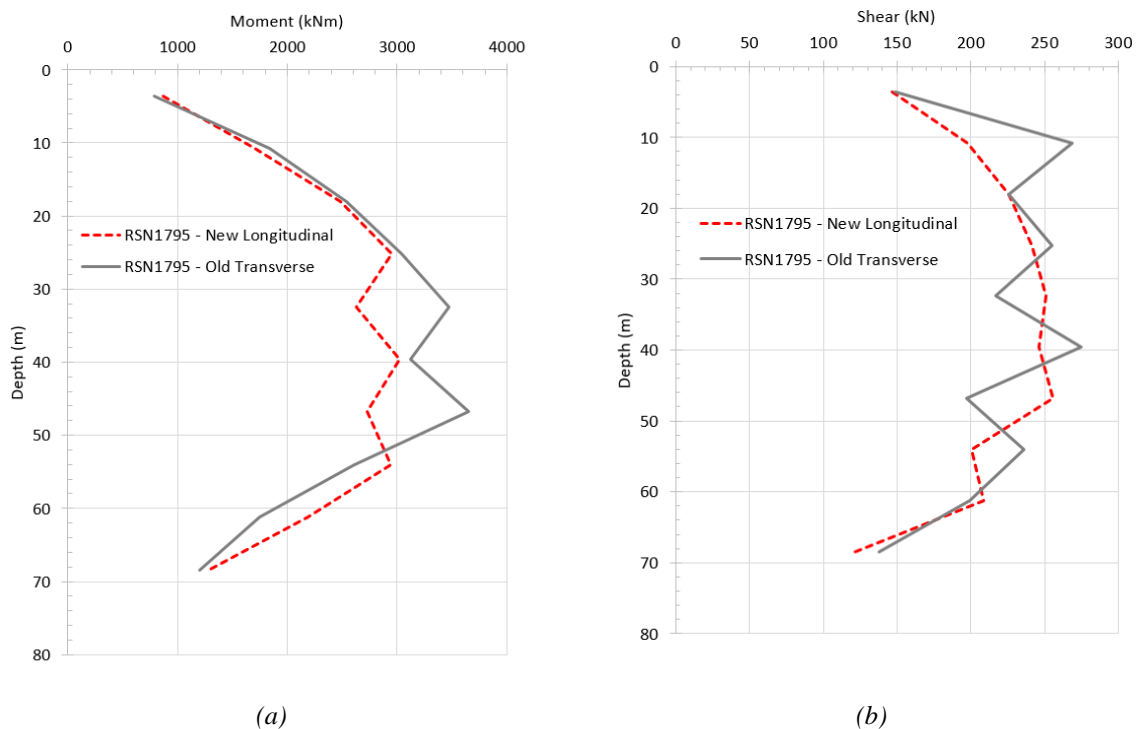 Moment (kNm)
0 1000 2000 3000 4000
0
10
20
30
40
50
60
70
80
Depth (m)
RSN1795 - New Longitudinal
RSN1795 - Old Transverse
(a)
Shear (kN)
0 50 100 150 200 250 300
0
10
20
30
40
50
60
70
80
Depth (m)
RSN1795 - New Longitudinal
RSN1795 - Old Transverse
(b)